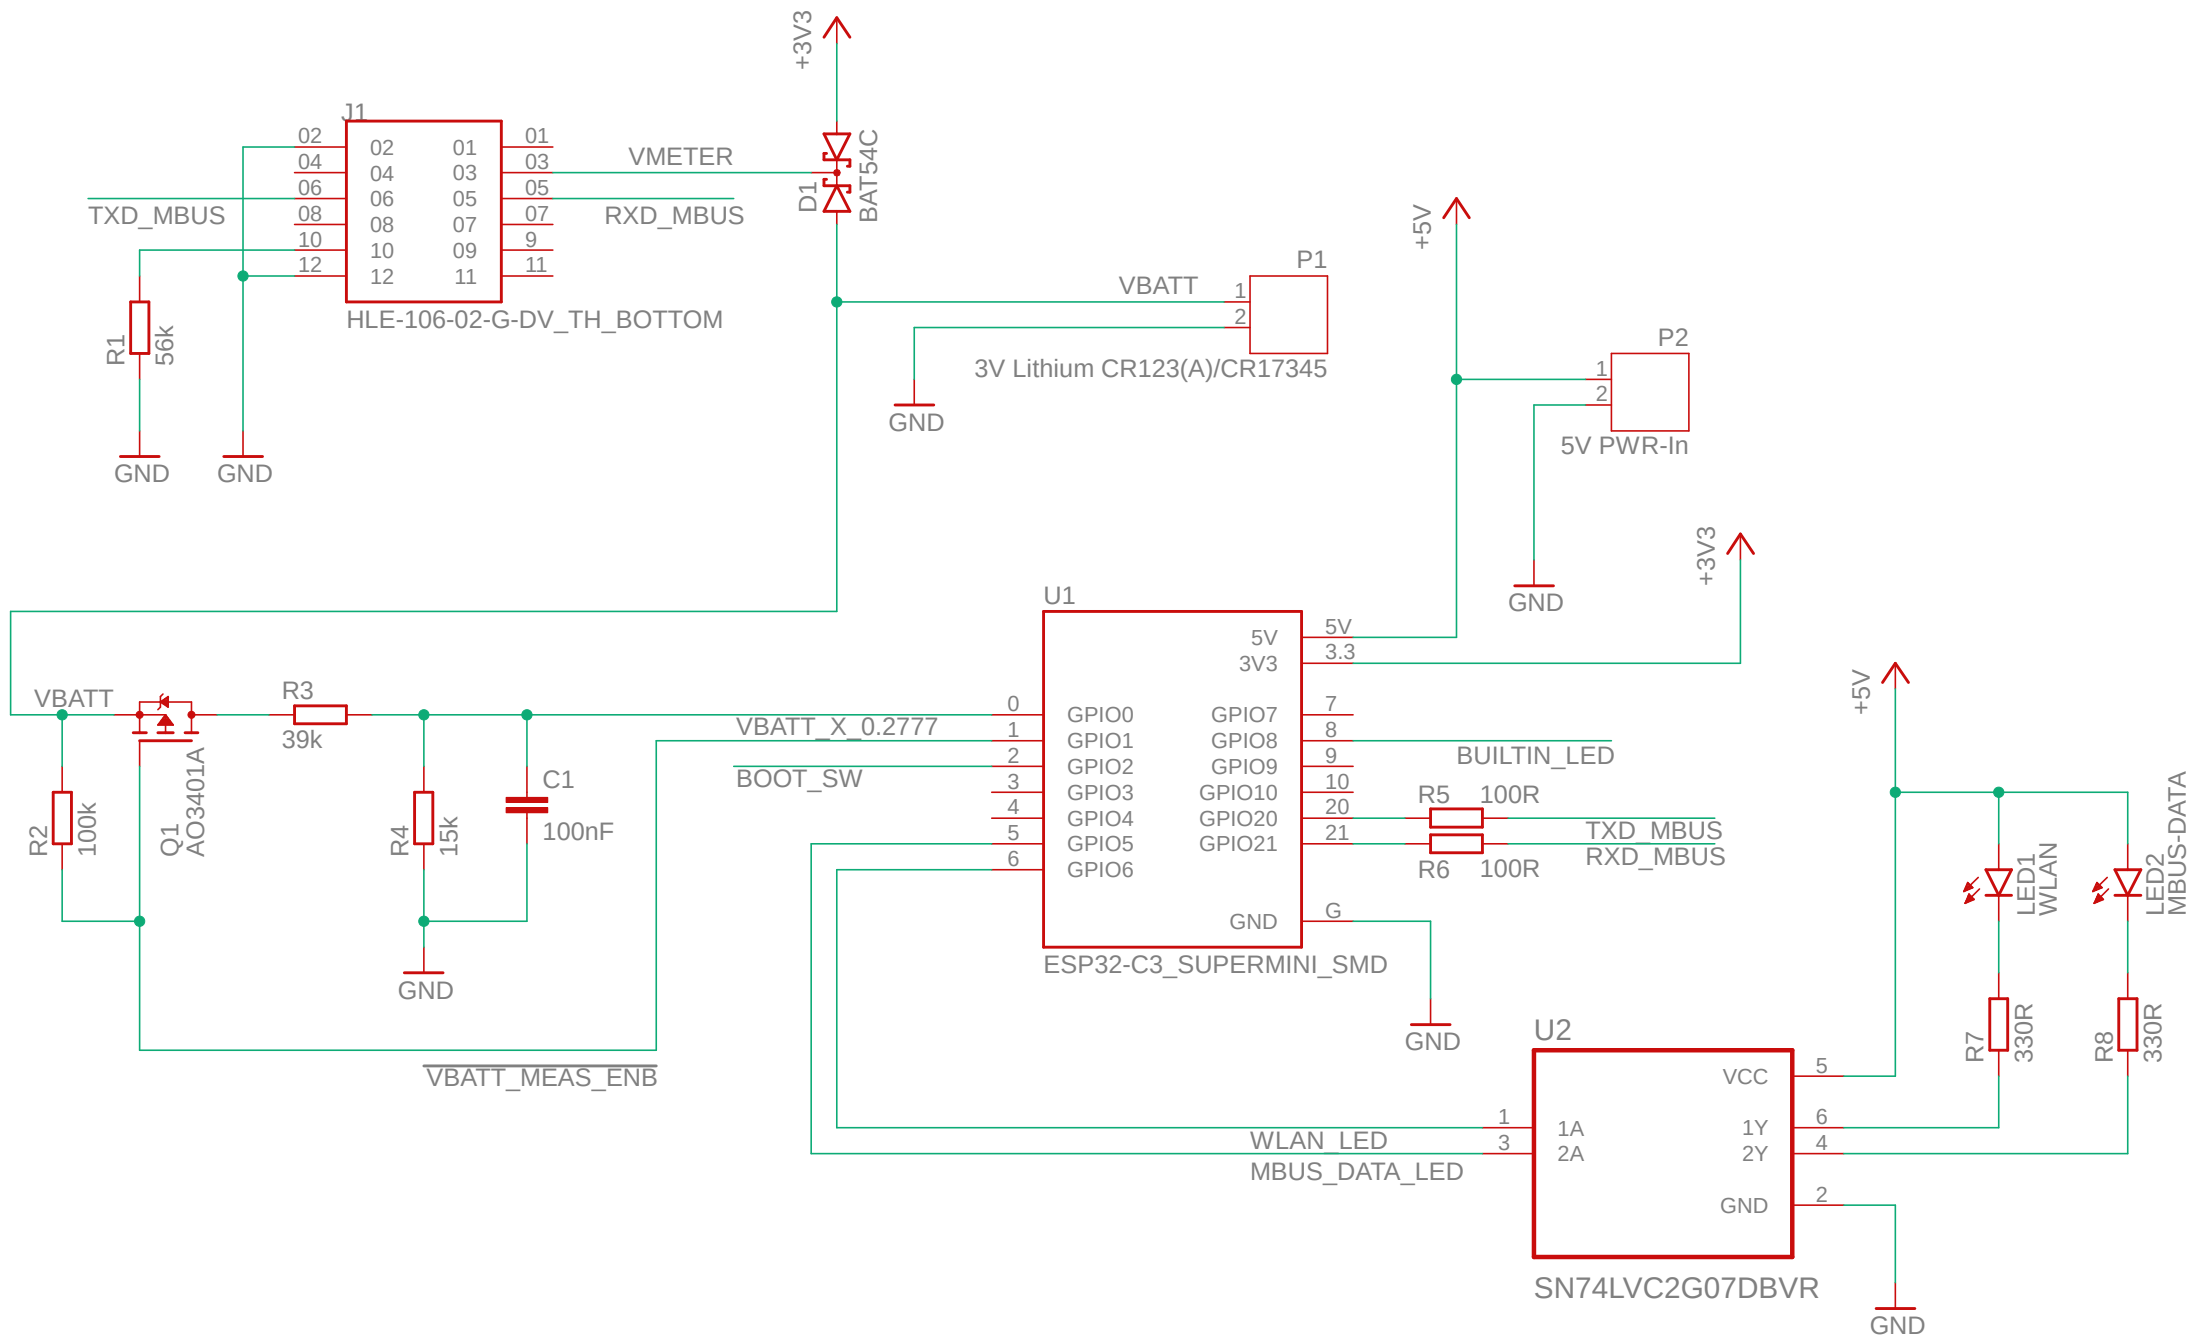 +3V3
J1
02 02 01 01
04 04 03 03
06 06 05 05
08 08 07 07
10 10 09 9
12 12 11 11
HLE-106-02-G-DV_TH_BOTTOM
TXD_MBUS
VMETER
RXD_MBUS
D1
BAT54C
R1
56k
GND
GND
VBATT
P1
1
2
3V Lithium CR123(A)/CR17345
GND
+5V
P2
1
2
5V PWR-In
GND
+3V3
U1
5V 5V
3V3 3.3
0 GPIO0 GPIO7 7
1 GPIO1 GPIO8 8
2 GPIO2 GPIO9 9
3 GPIO3 GPIO10 10
4 GPIO4 GPIO20 20
5 GPIO5 GPIO21 21
6 GPIO6
GND G
ESP32-C3_SUPERMINI_SMD
GND
VBATT
R3
39k
VBATT_X_0.2777
BOOT_SW
BUILTIN_LED
R5 100R
TXD_MBUS
RXD_MBUS
R6 100R
R2
100k
Q1
AO3401A
R4
15k
C1
100nF
GND
VBATT_MEAS_ENB
+5V
LED1
WLAN
LED2
MBUS-DATA
R7
330R
R8
330R
U2
VCC 5
1 1A 1Y 6
3 2A 2Y 4
GND 2
WLAN_LED
MBUS_DATA_LED
SN74LVC2G07DBVR
GND